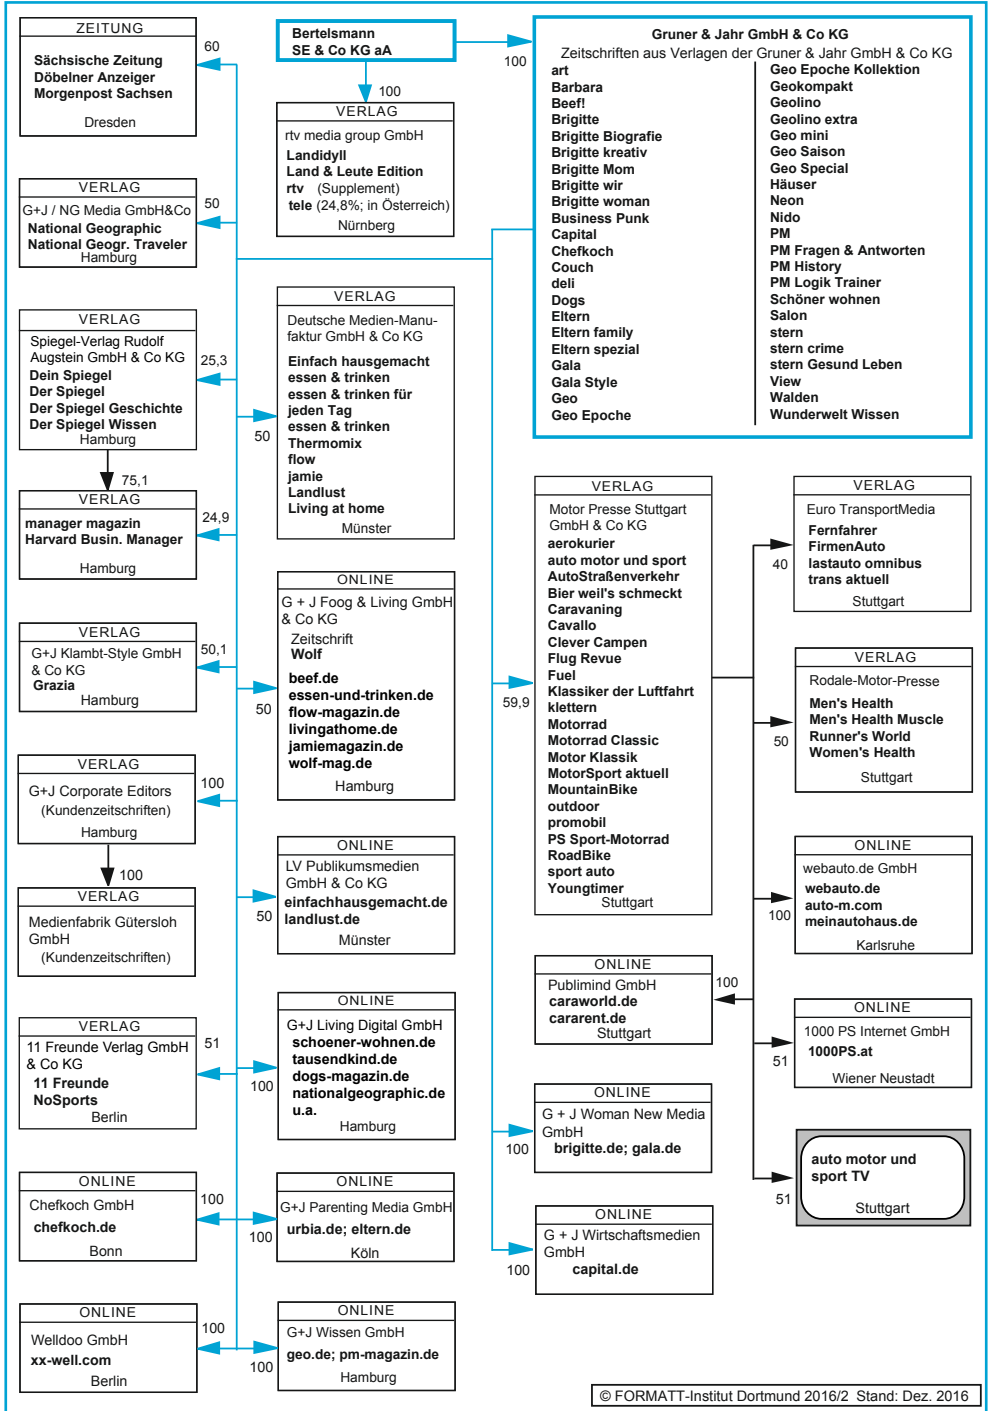 ZEITUNG
60
Sächsische Zeitung
Döbelner Anzeiger
Morgenpost Sachsen
Dresden
Bertelsmann
SE & Co KG aA
100
100
VERLAG
rtv media group GmbH
Landidyll
Land & Leute Edition
rtv (Supplement)
tele (24,8%; in Österreich)
Nürnberg
Gruner & Jahr GmbH & Co KG
Zeitschriften aus Verlagen der Gruner & Jahr GmbH & Co KG
art
Barbara
Beef!
Brigitte
Brigitte Biografie
Brigitte kreativ
Brigitte Mom
Brigitte wir
Brigitte woman
Business Punk
Capital
Chefkoch
Couch
deli
Dogs
Eltern
Eltern family
Eltern spezial
Gala
Gala Style
Geo
Geo Epoche
Geo Epoche Kollektion
Geokompakt
Geolino
Geolino extra
Geo mini
Geo Saison
Geo Special
Häuser
Neon
Nido
PM
PM Fragen & Antworten
PM History
PM Logik Trainer
Schöner wohnen
Salon
stern
stern crime
stern Gesund Leben
View
Walden
Wunderwelt Wissen
VERLAG
50
G+J / NG Media GmbH&Co
National Geographic
National Geogr. Traveler
Hamburg
VERLAG
25,3
Spiegel-Verlag Rudolf
Augstein GmbH & Co KG
Dein Spiegel
Der Spiegel
Der Spiegel Geschichte
Der Spiegel Wissen
Hamburg
75,1
VERLAG
24,9
manager magazin
Harvard Busin. Manager
Hamburg
VERLAG
50,1
G+J Klambt-Style GmbH
& Co KG
Grazia
Hamburg
VERLAG
100
G+J Corporate Editors
(Kundenzeitschriften)
Hamburg
100
VERLAG
Medienfabrik Gütersloh
GmbH
(Kundenzeitschriften)
VERLAG
51
11 Freunde Verlag GmbH
& Co KG
11 Freunde
NoSports
Berlin
ONLINE
100
Chefkoch GmbH
chefkoch.de
Bonn
ONLINE
100
Welldoo GmbH
xx-well.com
Berlin
VERLAG
Deutsche Medien-Manu-
faktur GmbH & Co KG
Einfach hausgemacht
essen & trinken
essen & trinken für
jeden Tag
essen & trinken
Thermomix
flow
jamie
Landlust
Living at home
Münster
50
ONLINE
G + J Foog & Living GmbH
& Co KG
Zeitschrift
Wolf
beef.de
essen-und-trinken.de
flow-magazin.de
livingathome.de
jamiemagazin.de
wolf-mag.de
Hamburg
50
ONLINE
LV Publikumsmedien
GmbH & Co KG
einfachhausgemacht.de
landlust.de
Münster
50
ONLINE
G+J Living Digital GmbH
schoener-wohnen.de
tausendkind.de
dogs-magazin.de
nationalgeographic.de
u.a.
Hamburg
100
ONLINE
G+J Parenting Media GmbH
urbia.de; eltern.de
Köln
100
ONLINE
G+J Wissen GmbH
geo.de; pm-magazin.de
Hamburg
100
VERLAG
Motor Presse Stuttgart
GmbH & Co KG
aerokurier
auto motor und sport
AutoStraßenverkehr
Bier weil's schmeckt
Caravaning
Cavallo
Clever Campen
Flug Revue
Fuel
Klassiker der Luftfahrt
klettern
Motorrad
Motorrad Classic
Motor Klassik
MotorSport aktuell
MountainBike
outdoor
promobil
PS Sport-Motorrad
RoadBike
sport auto
Youngtimer
Stuttgart
59,9
ONLINE
100
Publimind GmbH
caraworld.de
cararent.de
Stuttgart
ONLINE
G + J Woman New Media
GmbH
brigitte.de; gala.de
100
ONLINE
G + J Wirtschaftsmedien
GmbH
capital.de
100
VERLAG
Euro TransportMedia
Fernfahrer
FirmenAuto
lastauto omnibus
trans aktuell
Stuttgart
40
VERLAG
Rodale-Motor-Presse
Men's Health
Men's Health Muscle
Runner's World
Women's Health
Stuttgart
50
ONLINE
webauto.de GmbH
webauto.de
auto-m.com
meinautohaus.de
Karlsruhe
100
ONLINE
1000 PS Internet GmbH
1000PS.at
Wiener Neustadt
51
auto motor und
sport TV
Stuttgart
51
© FORMATT-Institut Dortmund 2016/2 Stand: Dez. 2016